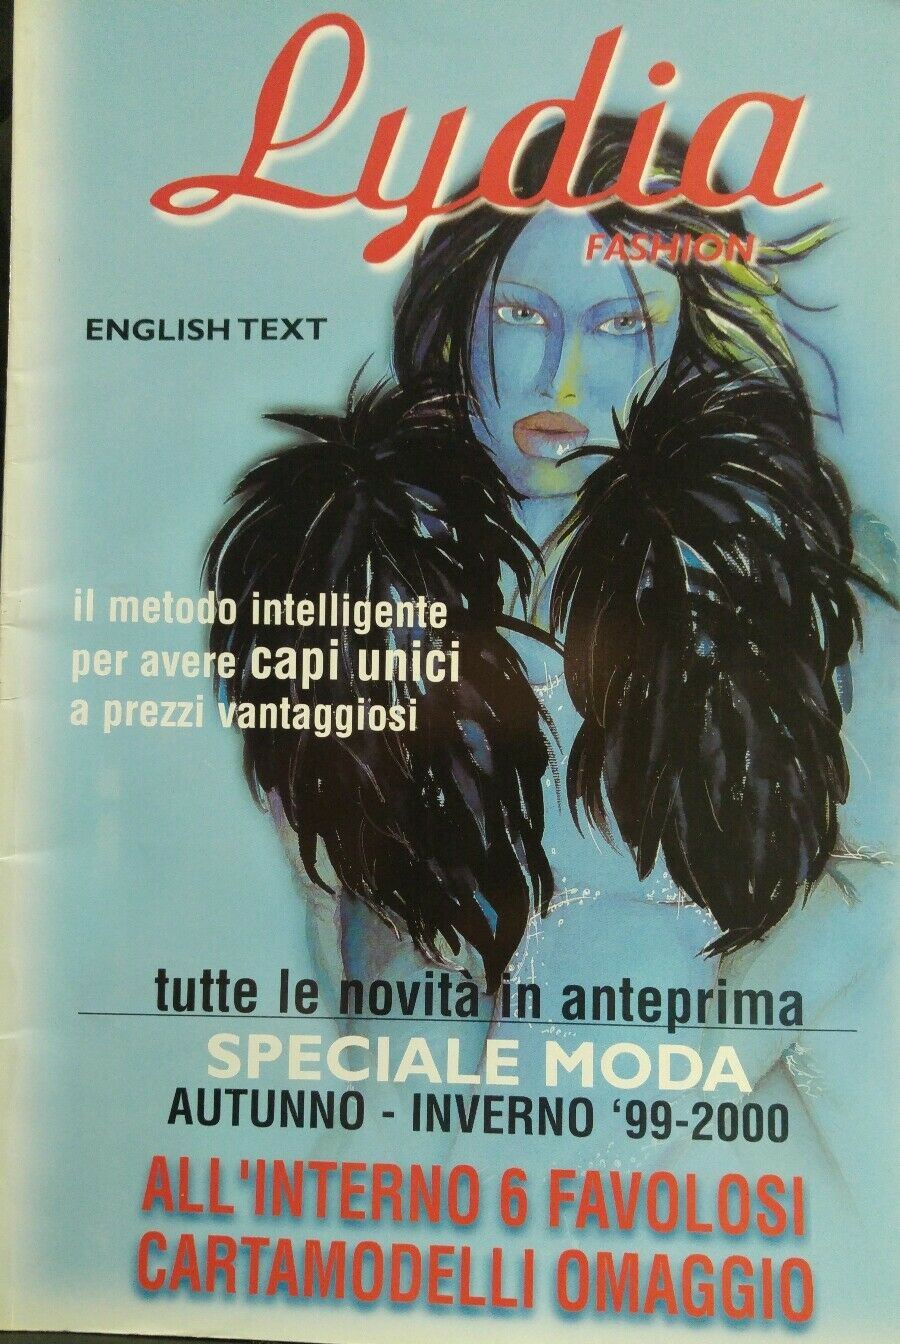 Lydia
FASHION
ENGLISH TEXT
il metodo intelligente
per avere capi unici
a prezzi vantaggiosi
tutte le novità in anteprima
SPECIALE MODA
AUTUNNO - INVERNO ‘99-2000
ALL'INTERNO 6 FAVOLOSI
CARTAMODELLI OMAGGIO